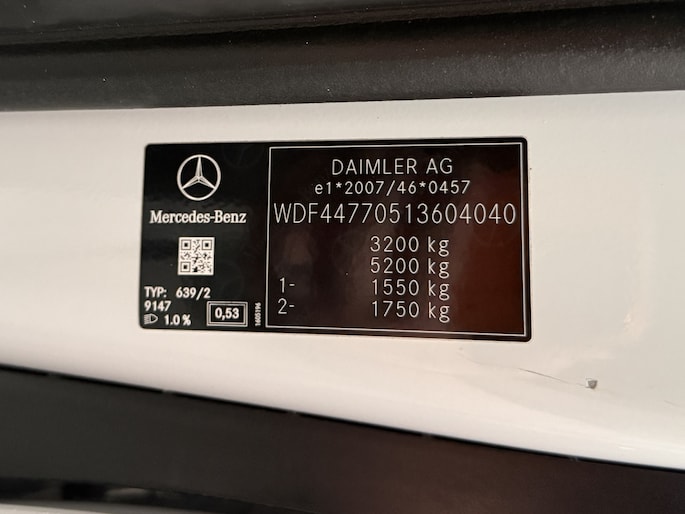 Mercedes-Benz
TYP: 639/2
9147
1.0 %
0,53
1405196
DAIMLER AG
e1*2007/46*0457
WDF44770513604040
3200 kg
5200 kg
1- 1550 kg
2- 1750 kg